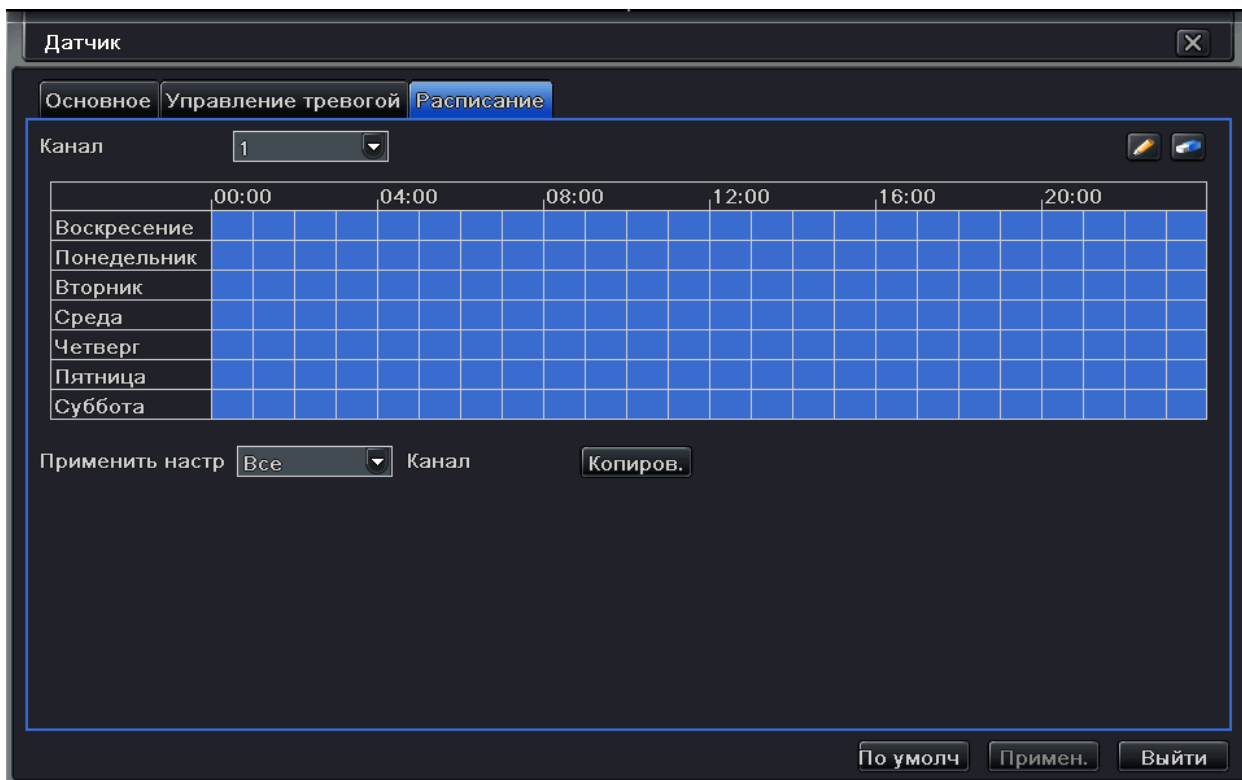 Датчик
Основное Управление тревогой Расписание
Канал 1
00:00 04:00 08:00 12:00 16:00 20:00
Воскресение
Понедельник
Вторник
Среда
Четверг
Пятница
Суббота
Применить настр Все Канал Копиров.
По умолч Примен. Выйти